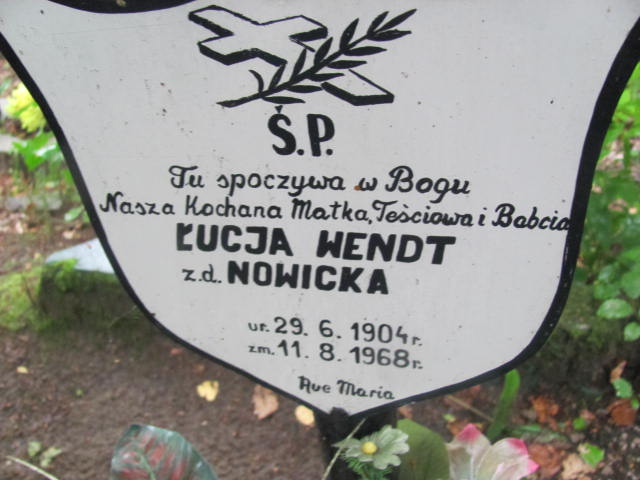 Ś.P.
Tu spoczywa w Bogu
Nasza Kochana Matka, Teściowa i Babcia
ŁUCJA WENDT
z.d. NOWICKA
ur. 29. 6. 1904 r.
zm. 11. 8. 1968 r.
Ave Maria